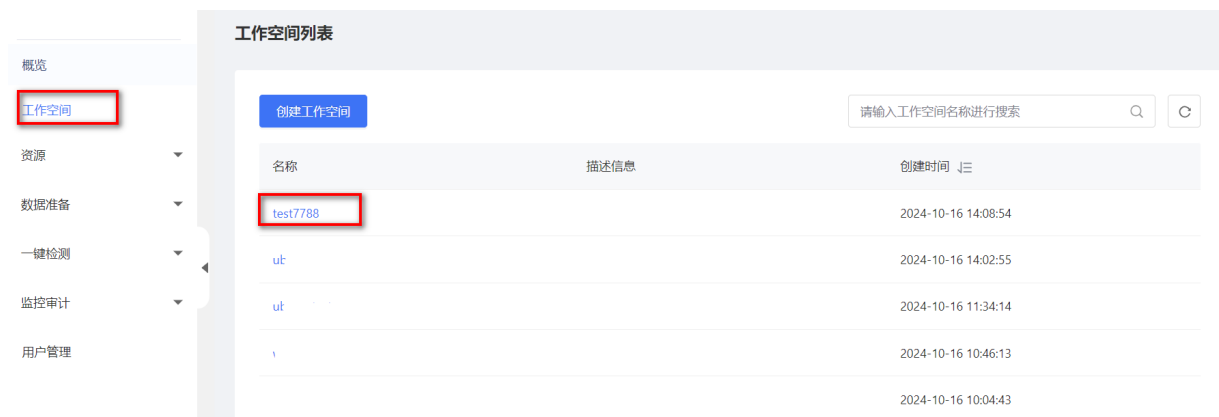 工作空间列表
概览
工作空间
资源
数据准备
一键检测
监控审计
用户管理
创建工作空间
请输入工作空间名称进行搜索
名称 描述信息 创建时间
test7788 2024-10-16 14:08:54
2024-10-16 14:02:55
2024-10-16 11:34:14
2024-10-16 10:46:13
2024-10-16 10:04:43